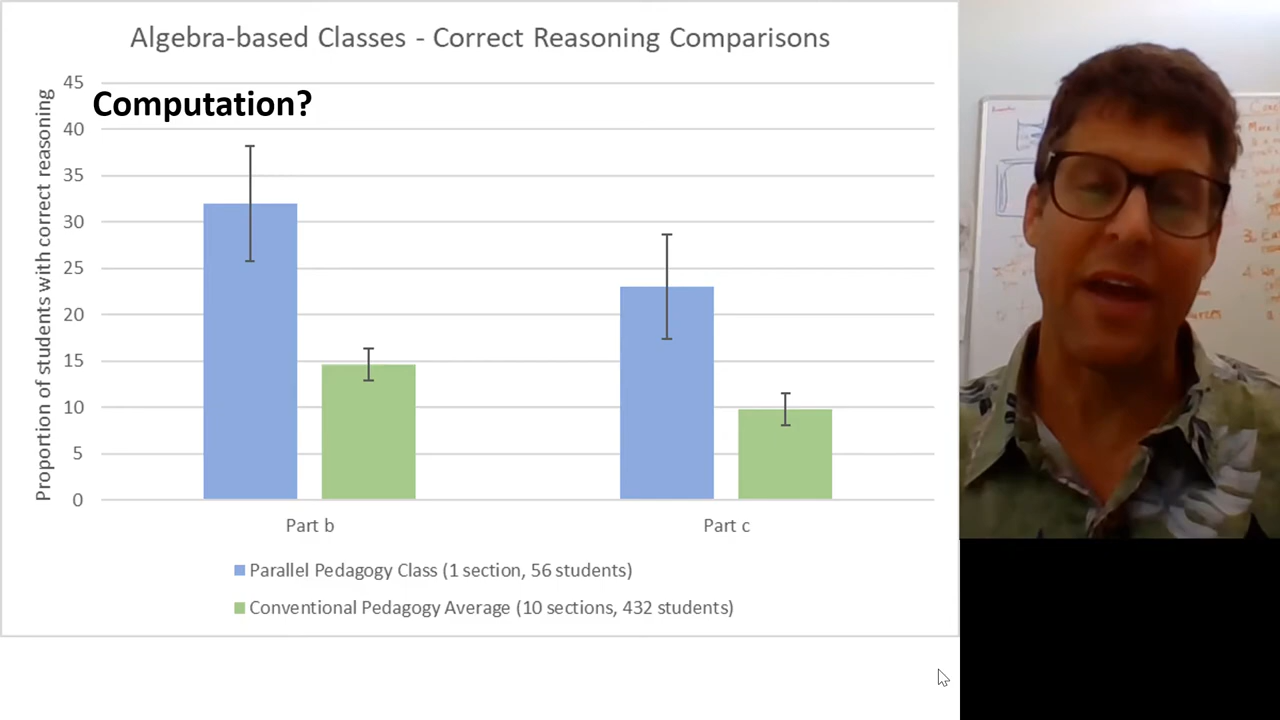 Algebra-based Classes - Correct Reasoning Comparisons
Computation?
Proportion of students with correct reasoning
45
40
35
30
25
20
15
10
5
0
Part b
Part c
Parallel Pedagogy Class (1 section, 56 students)
Conventional Pedagogy Average (10 sections, 432 students)
3.
4.